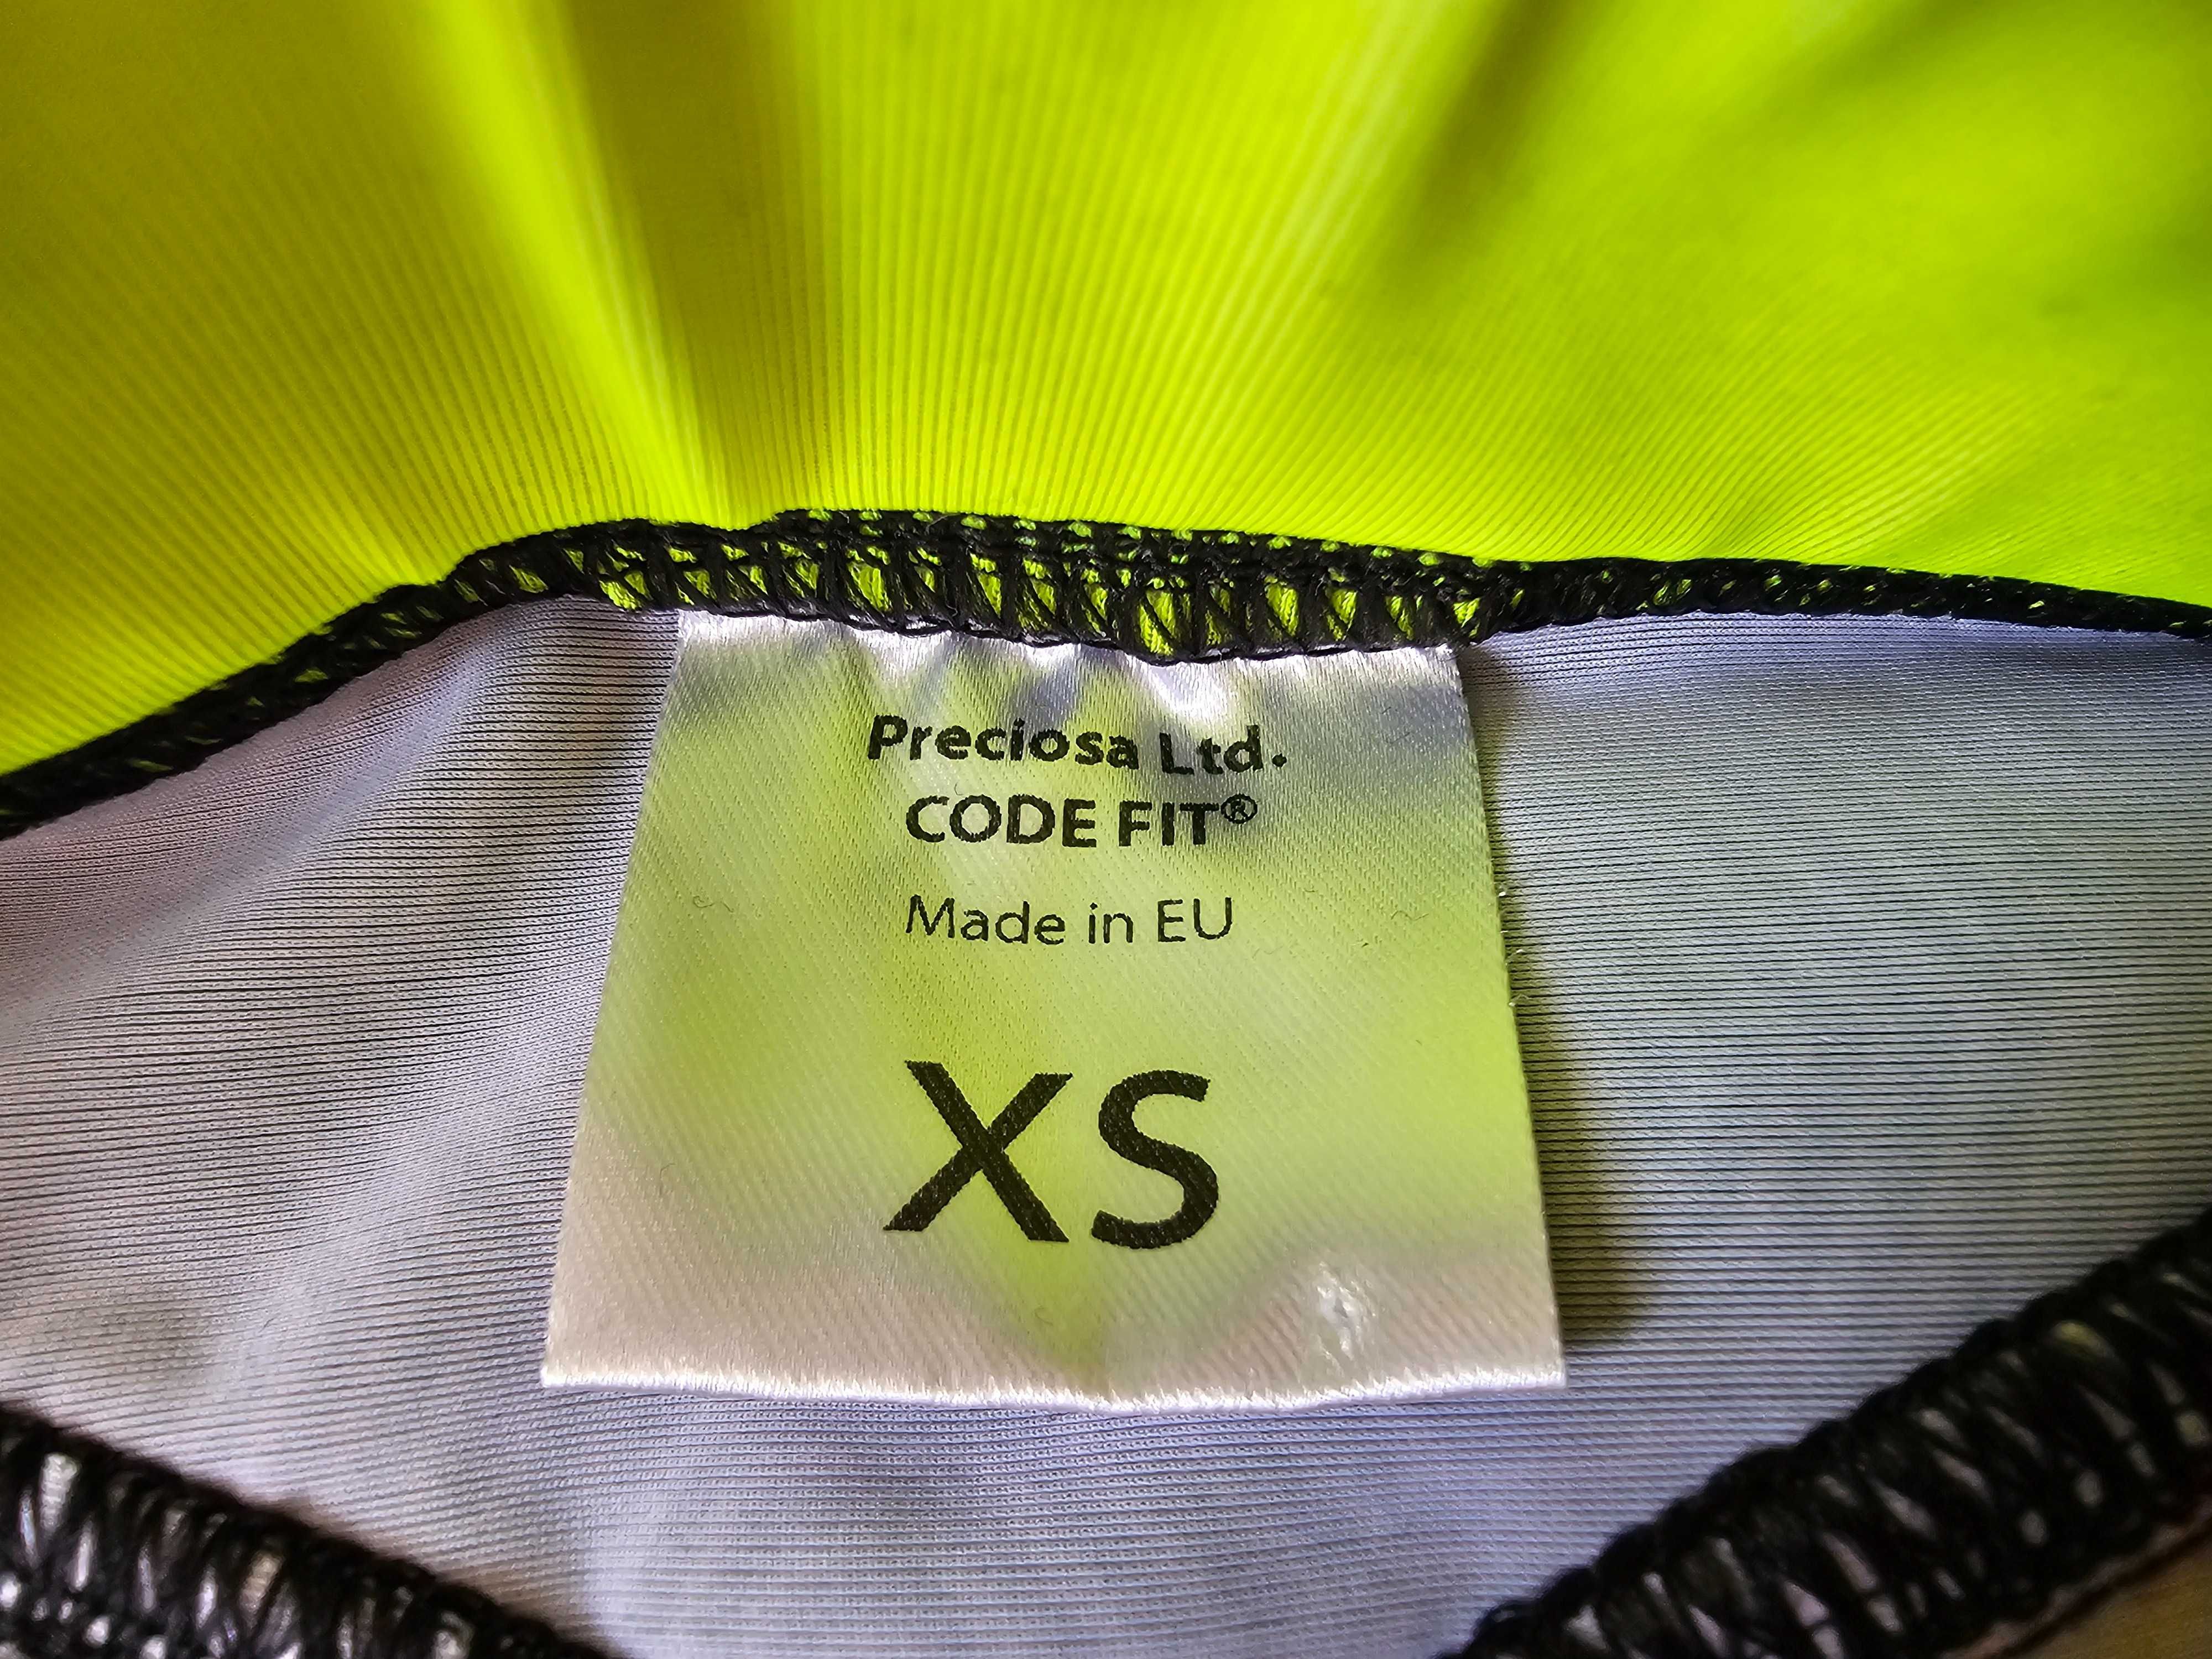 Preciosa Ltd.
CODE FIT®
Made in EU
XS